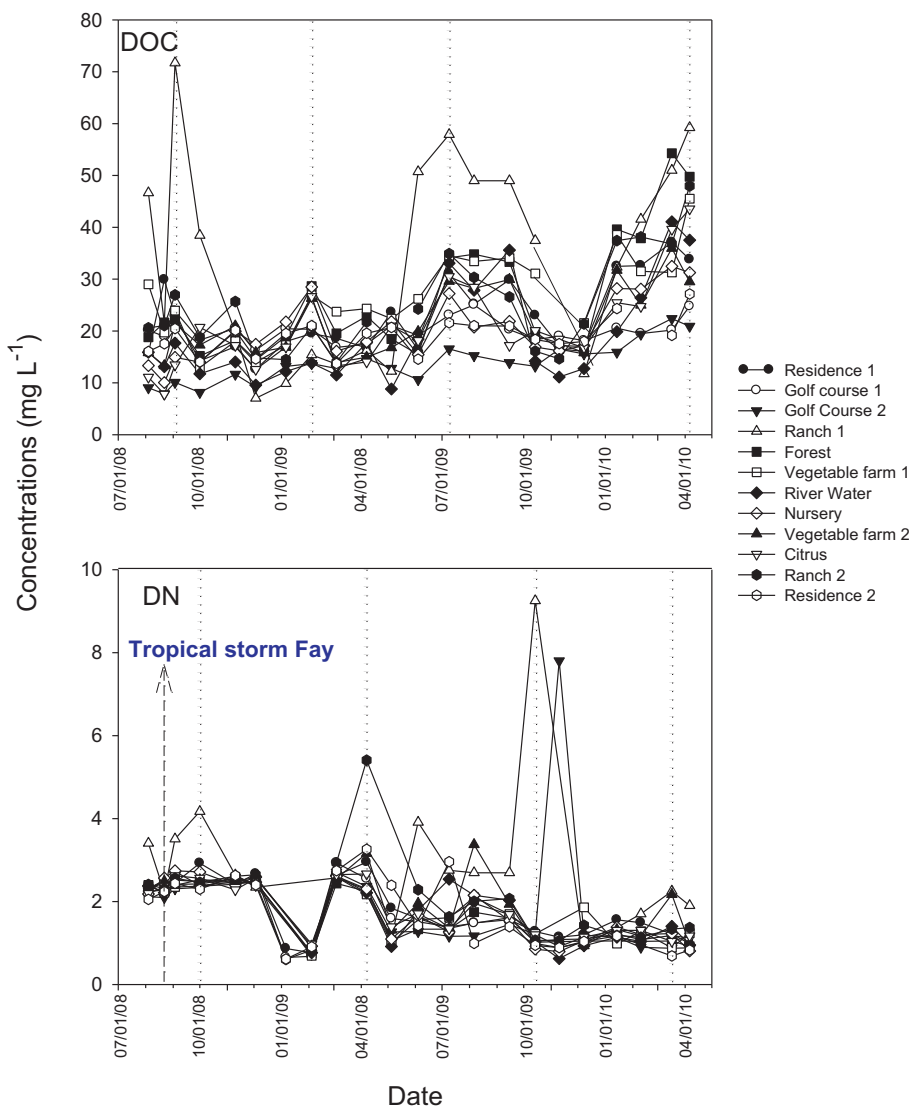 Concentrations (mg L⁻¹)
DOC
80
70
60
50
40
30
20
10
0
07/01/08
10/01/08
01/01/09
04/01/09
07/01/09
10/01/09
01/01/10
04/01/10
Residence 1
Golf course 1
Golf Course 2
Ranch 1
Forest
Vegetable farm 1
River Water
Nursery
Vegetable farm 2
Citrus
Ranch 2
Residence 2
DN
Tropical storm Fay
10
8
6
4
2
0
07/01/08
10/01/08
01/01/09
04/01/08
07/01/09
10/01/09
01/01/10
04/01/10
Date